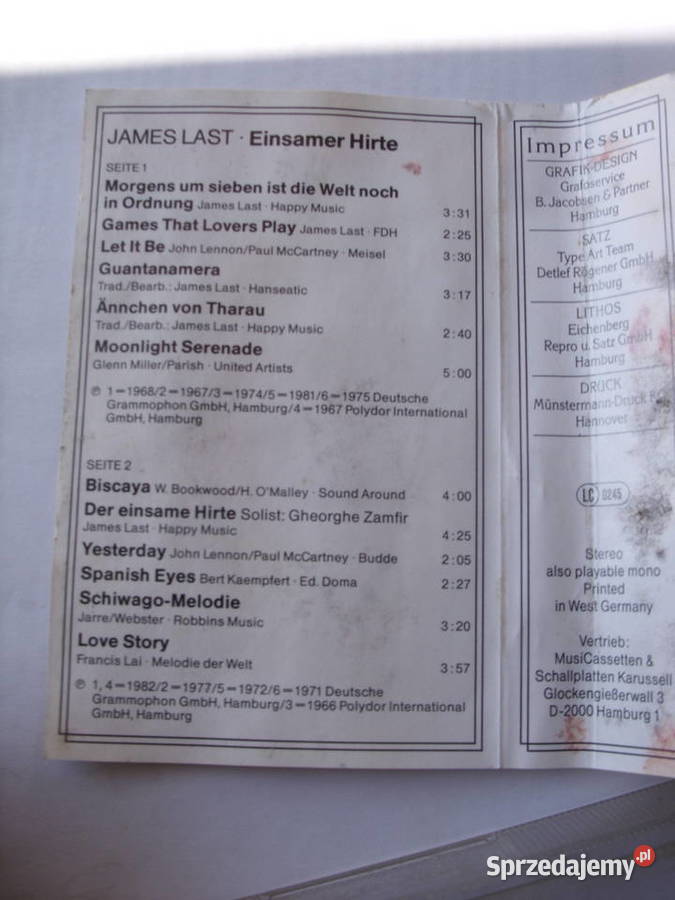 JAMES LAST · Einsamer Hirte
SEITE 1
Morgens um sieben ist die Welt noch
in Ordnung James Last · Happy Music 3:31
Games That Lovers Play James Last · FDH 2:25
Let It Be John Lennon/Paul McCartney · Meisel 3:30
Guantanamera
Trad./Bearb.: James Last · Hanseatic 3:17
Ännchen von Tharau
Trad./Bearb.: James Last · Happy Music 2:40
Moonlight Serenade
Glenn Miller/Parish · United Artists 5:00
℗ 1–1968/2–1967/3–1974/5–1981/6–1975 Deutsche
Grammophon GmbH, Hamburg/4–1967 Polydor International
GmbH, Hamburg
SEITE 2
Biscaya W. Bookwood/H. O'Malley · Sound Around 4:00
Der einsame Hirte Solist: Gheorghe Zamfir
James Last · Happy Music 4:25
Yesterday John Lennon/Paul McCartney · Budde 2:05
Spanish Eyes Bert Kaempfert · Ed. Doma 2:27
Schiwago-Melodie
Jarre/Webster · Robbins Music 3:20
Love Story
Francis Lai · Melodie der Welt 3:57
℗ 1, 4–1982/2–1977/5–1972/6–1971 Deutsche
Grammophon GmbH, Hamburg/3–1966 Polydor International
GmbH, Hamburg
Impressum
GRAFIK-DESIGN
Grafoservice
B. Jacobsen & Partner
Hamburg
SATZ
Type Art Team
Detlef Rögener GmbH
Hamburg
LITHOS
Eichenberg
Repro u. Satz GmbH
Hamburg
DRUCK
Münstermann-Druck
Hannover
LC 0245
Stereo
also playable mono
Printed
in West Germany
Vertrieb:
MusiCassetten &
Schallplatten Karussell
Glockengießerwall 3
D-2000 Hamburg 1
Sprzedajemy.pl